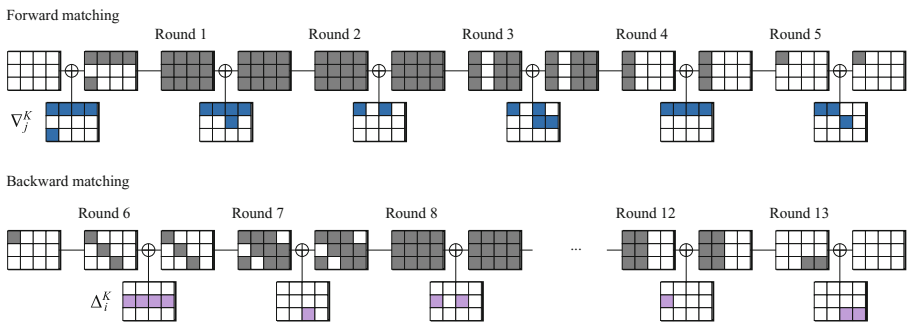 Forward matching
Round 1 Round 2 Round 3 Round 4 Round 5
∇_j^K
Backward matching
Round 6 Round 7 Round 8 Round 12 Round 13
...
Δ_i^K